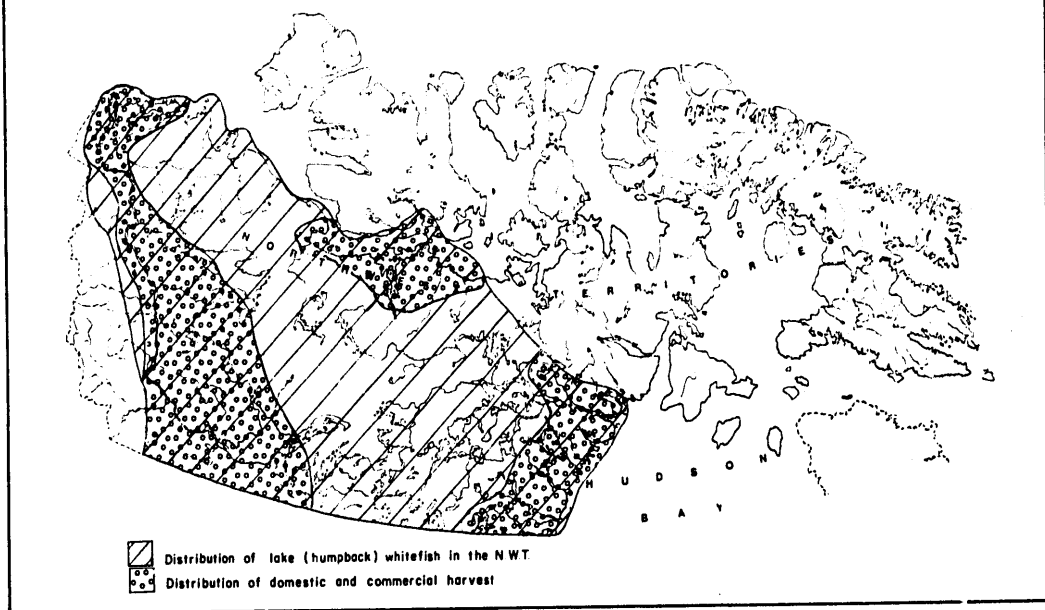 T E R R I T O R I E S
H U D S O N
B A Y
Distribution of lake (humpback) whitefish in the N.W.T.
Distribution of domestic and commercial harvest